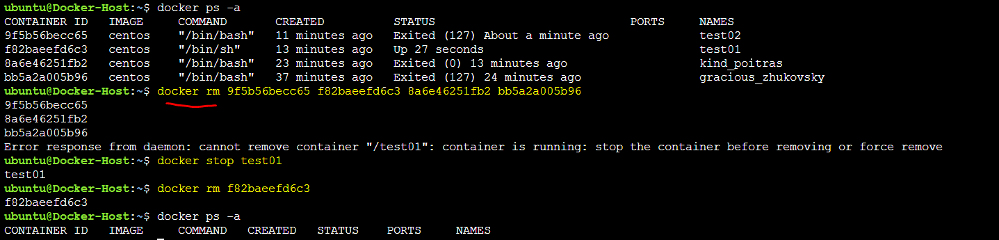 ubuntu@Docker-Host:~$ docker ps -a
CONTAINER ID   IMAGE     COMMAND       CREATED          STATUS                            PORTS     NAMES
9f5b56becc65   centos    "/bin/bash"   11 minutes ago   Exited (127) About a minute ago             test02
f82baeefd6c3   centos    "/bin/sh"     13 minutes ago   Up 27 seconds                               test01
8a6e46251fb2   centos    "/bin/bash"   23 minutes ago   Exited (0) 13 minutes ago                   kind_poitras
bb5a2a005b96   centos    "/bin/bash"   37 minutes ago   Exited (127) 24 minutes ago                 gracious_zhukovsky
ubuntu@Docker-Host:~$ docker rm 9f5b56becc65 f82baeefd6c3 8a6e46251fb2 bb5a2a005b96
9f5b56becc65
8a6e46251fb2
bb5a2a005b96
Error response from daemon: cannot remove container "/test01": container is running: stop the container before removing or force remove
ubuntu@Docker-Host:~$ docker stop test01
test01
ubuntu@Docker-Host:~$ docker rm f82baeefd6c3
f82baeefd6c3
ubuntu@Docker-Host:~$ docker ps -a
CONTAINER ID   IMAGE     COMMAND   CREATED   STATUS    PORTS     NAMES